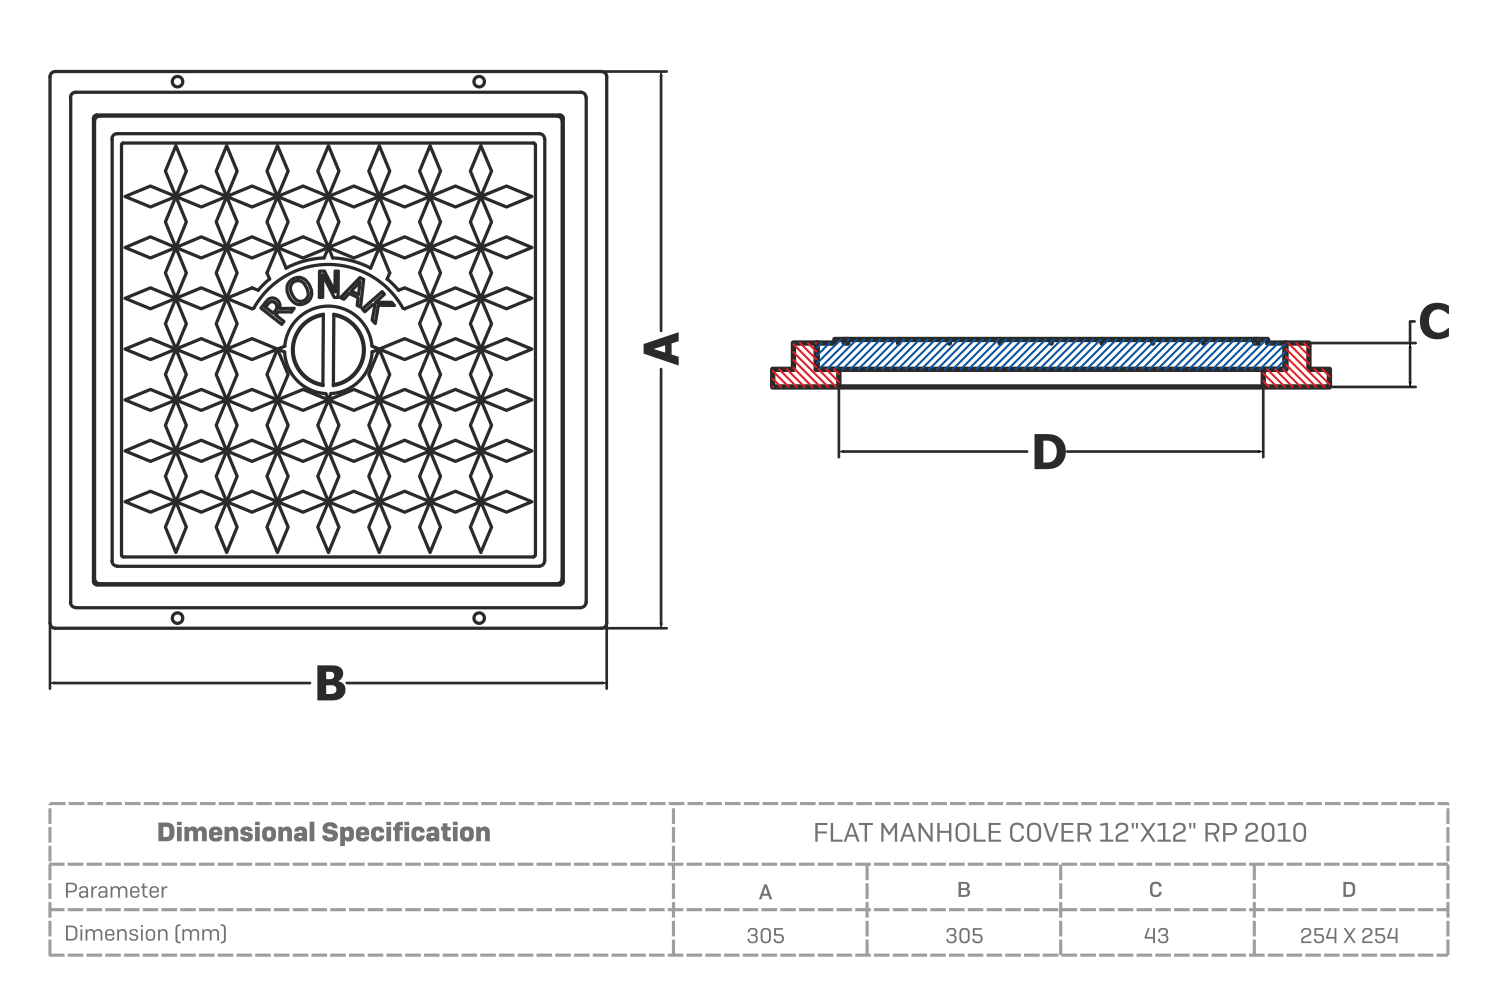 RONAK
A
B
C
D
Dimensional Specification FLAT MANHOLE COVER 12"X12" RP 2010
Parameter A B C D
Dimension (mm) 305 305 43 254 X 254